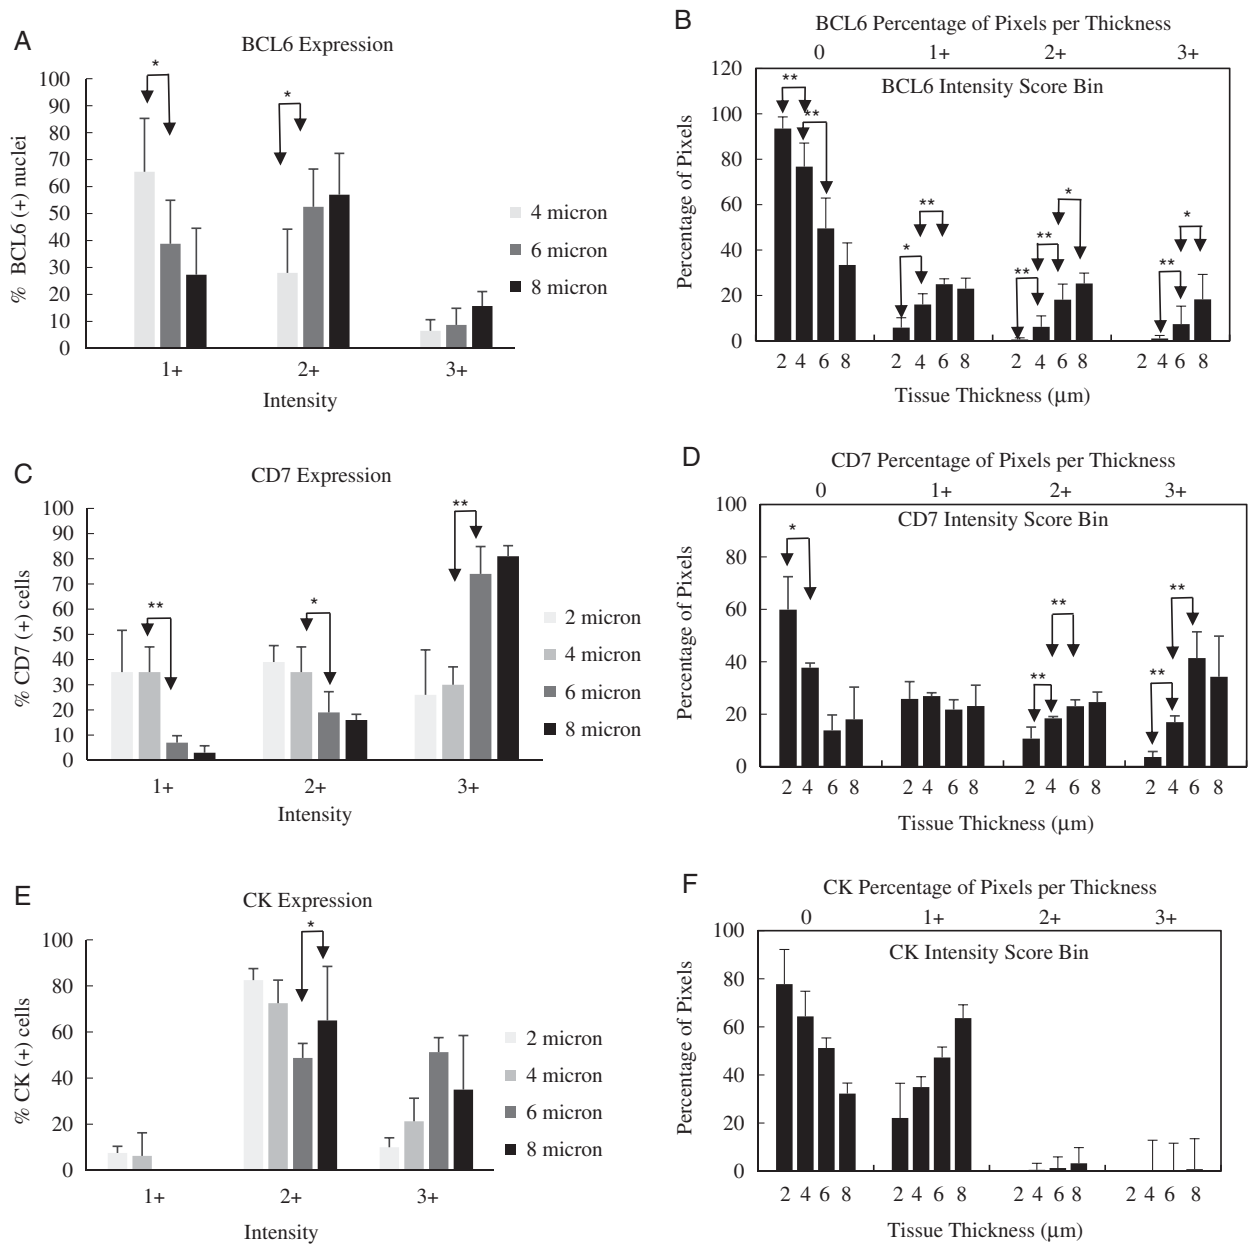 A
BCL6 Expression
% BCL6 (+) nuclei
100
90
80
70
60
50
40
30
20
10
0
* *
4 micron
6 micron
8 micron
1+ 2+ 3+
Intensity
B
BCL6 Percentage of Pixels per Thickness
0 1+ 2+ 3+
BCL6 Intensity Score Bin
Percentage of Pixels
120
100
80
60
40
20
0
** ** * ** ** ** * ** *
2 4 6 8 2 4 6 8 2 4 6 8 2 4 6 8
Tissue Thickness (μm)
C
CD7 Expression
% CD7 (+) cells
100
90
80
70
60
50
40
30
20
10
0
** * **
2 micron
4 micron
6 micron
8 micron
1+ 2+ 3+
Intensity
D
CD7 Percentage of Pixels per Thickness
0 1+ 2+ 3+
CD7 Intensity Score Bin
Percentage of Pixels
100
80
60
40
20
0
* ** ** ** **
2 4 6 8 2 4 6 8 2 4 6 8 2 4 6 8
Tissue Thickness (μm)
E
CK Expression
% CK (+) cells
100
80
60
40
20
0
*
2 micron
4 micron
6 micron
8 micron
1+ 2+ 3+
Intensity
F
CK Percentage of Pixels per Thickness
0 1+ 2+ 3+
CK Intensity Score Bin
Percentage of Pixels
100
80
60
40
20
0
2 4 6 8 2 4 6 8 2 4 6 8 2 4 6 8
Tissue Thickness (μm)